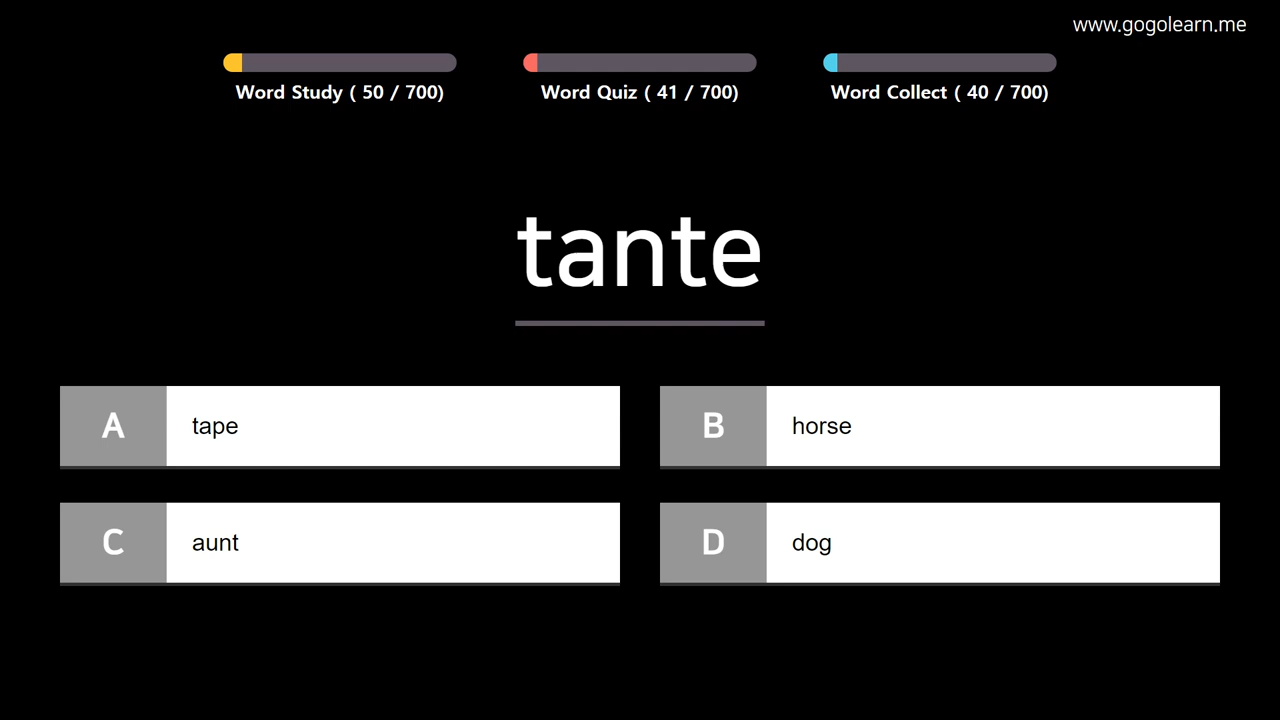 www.gogolearn.me
Word Study ( 50 / 700)
Word Quiz ( 41 / 700)
Word Collect ( 40 / 700)
tante
A tape
B horse
C aunt
D dog